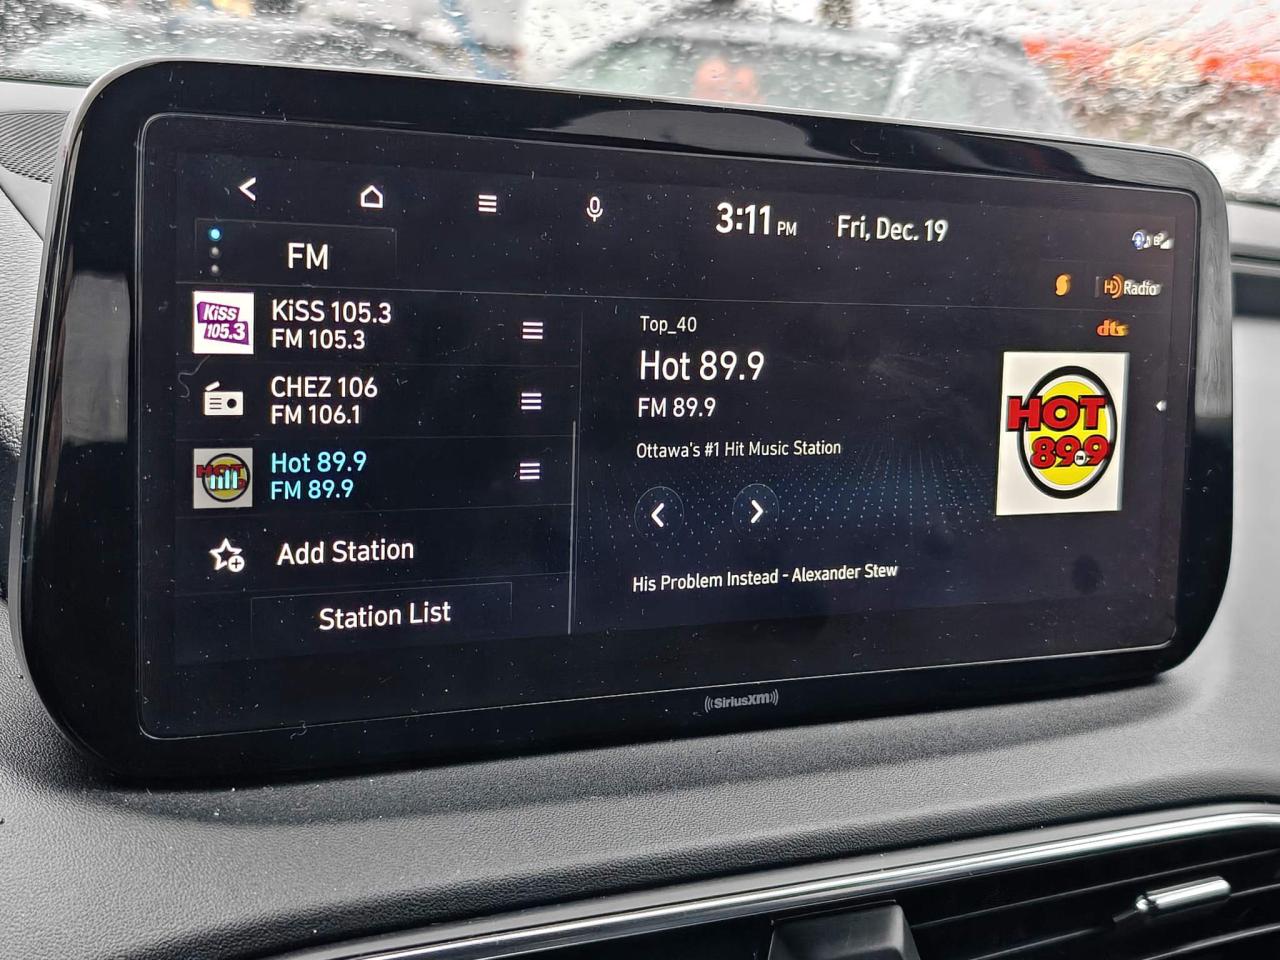 3:11 PM
Fri, Dec. 19
FM
HD Radio
dts
KiSS 105.3
KiSS 105.3
FM 105.3
CHEZ 106
FM 106.1
HOT
Hot 89.9
FM 89.9
Add Station
Station List
Top_40
Hot 89.9
FM 89.9
Ottawa's #1 Hit Music Station
HOT
89.9
FM
His Problem Instead - Alexander Stew
((SiriusXM))